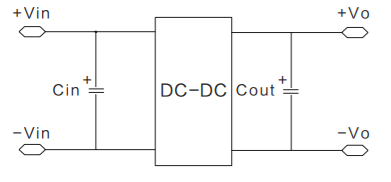 +Vin +Vo
Cin + DC-DC Cout +
-Vin -Vo